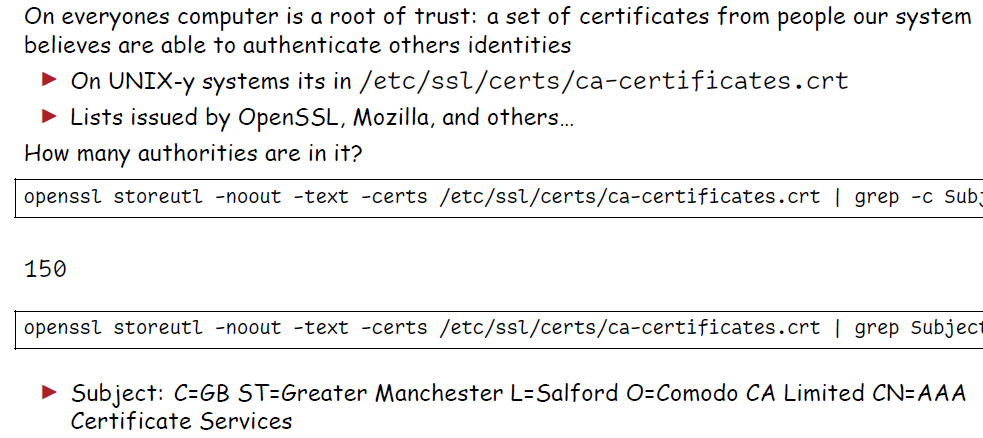 On everyones computer is a root of trust: a set of certificates from people our system
believes are able to authenticate others identities
► On UNIX-y systems its in /etc/ssl/certs/ca-certificates.crt
► Lists issued by OpenSSL, Mozilla, and others...
How many authorities are in it?
openssl storeutl -noout -text -certs /etc/ssl/certs/ca-certificates.crt | grep -c Subj
150
openssl storeutl -noout -text -certs /etc/ssl/certs/ca-certificates.crt | grep Subject
► Subject: C=GB ST=Greater Manchester L=Salford O=Comodo CA Limited CN=AAA
Certificate Services